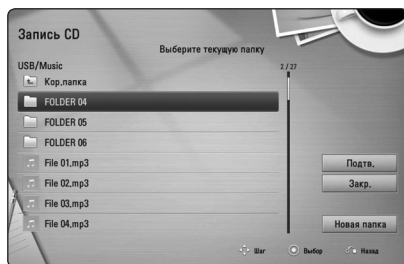 Запись CD
Выберите текущую папку
USB/Music
2 / 27
Кор.папка
FOLDER 04
FOLDER 05
FOLDER 06
File 01.mp3
File 02.mp3
File 03.mp3
File 04.mp3
Подтв.
Закр.
Новая папка
Шаг
Выбор
Назад